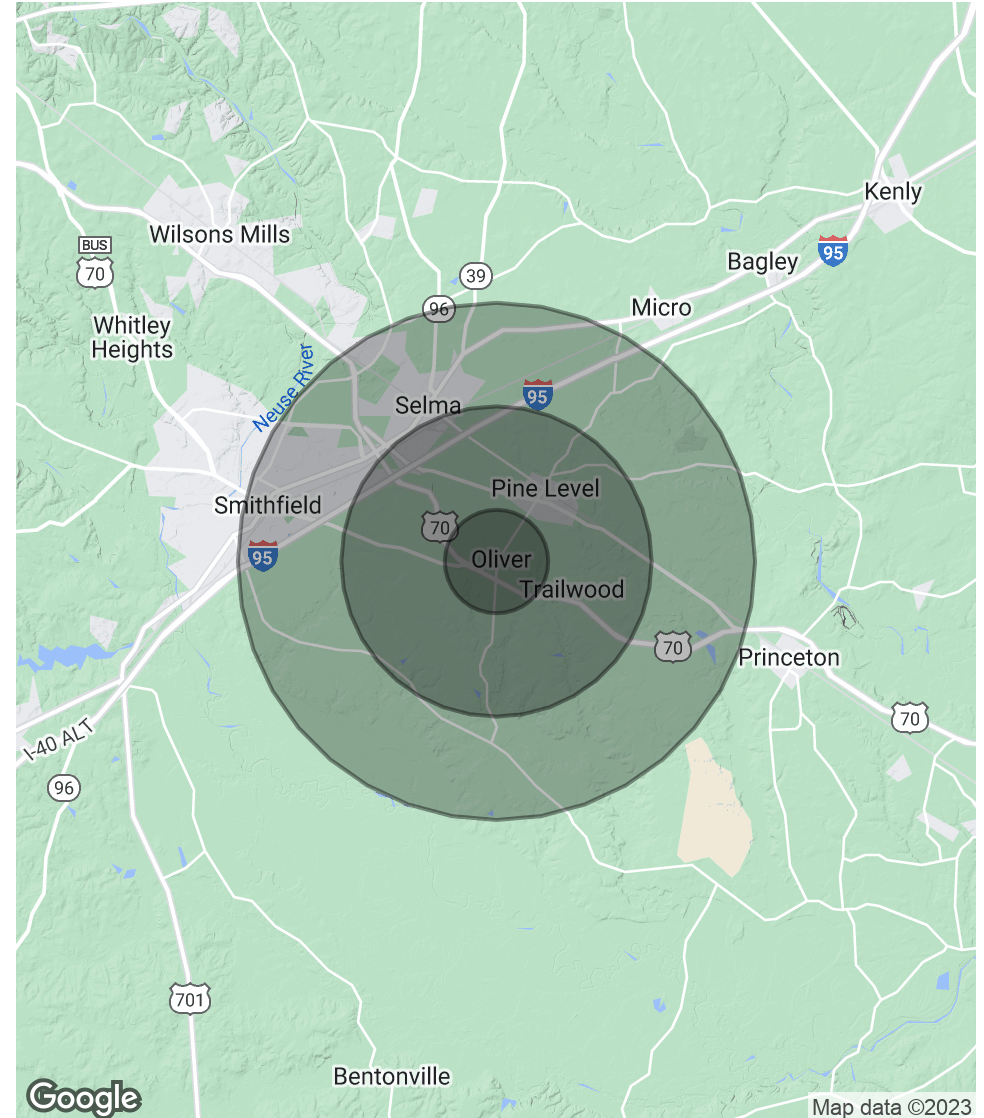 Kenly
Wilsons Mills
BUS
70
95
Bagley
39
Micro
96
Whitley
Heights
Neuse River
95
Selma
Pine Level
Smithfield
70
95
Oliver
Trailwood
70
Princeton
70
I-40 ALT
96
701
Bentonville
Google
Map data ©2023